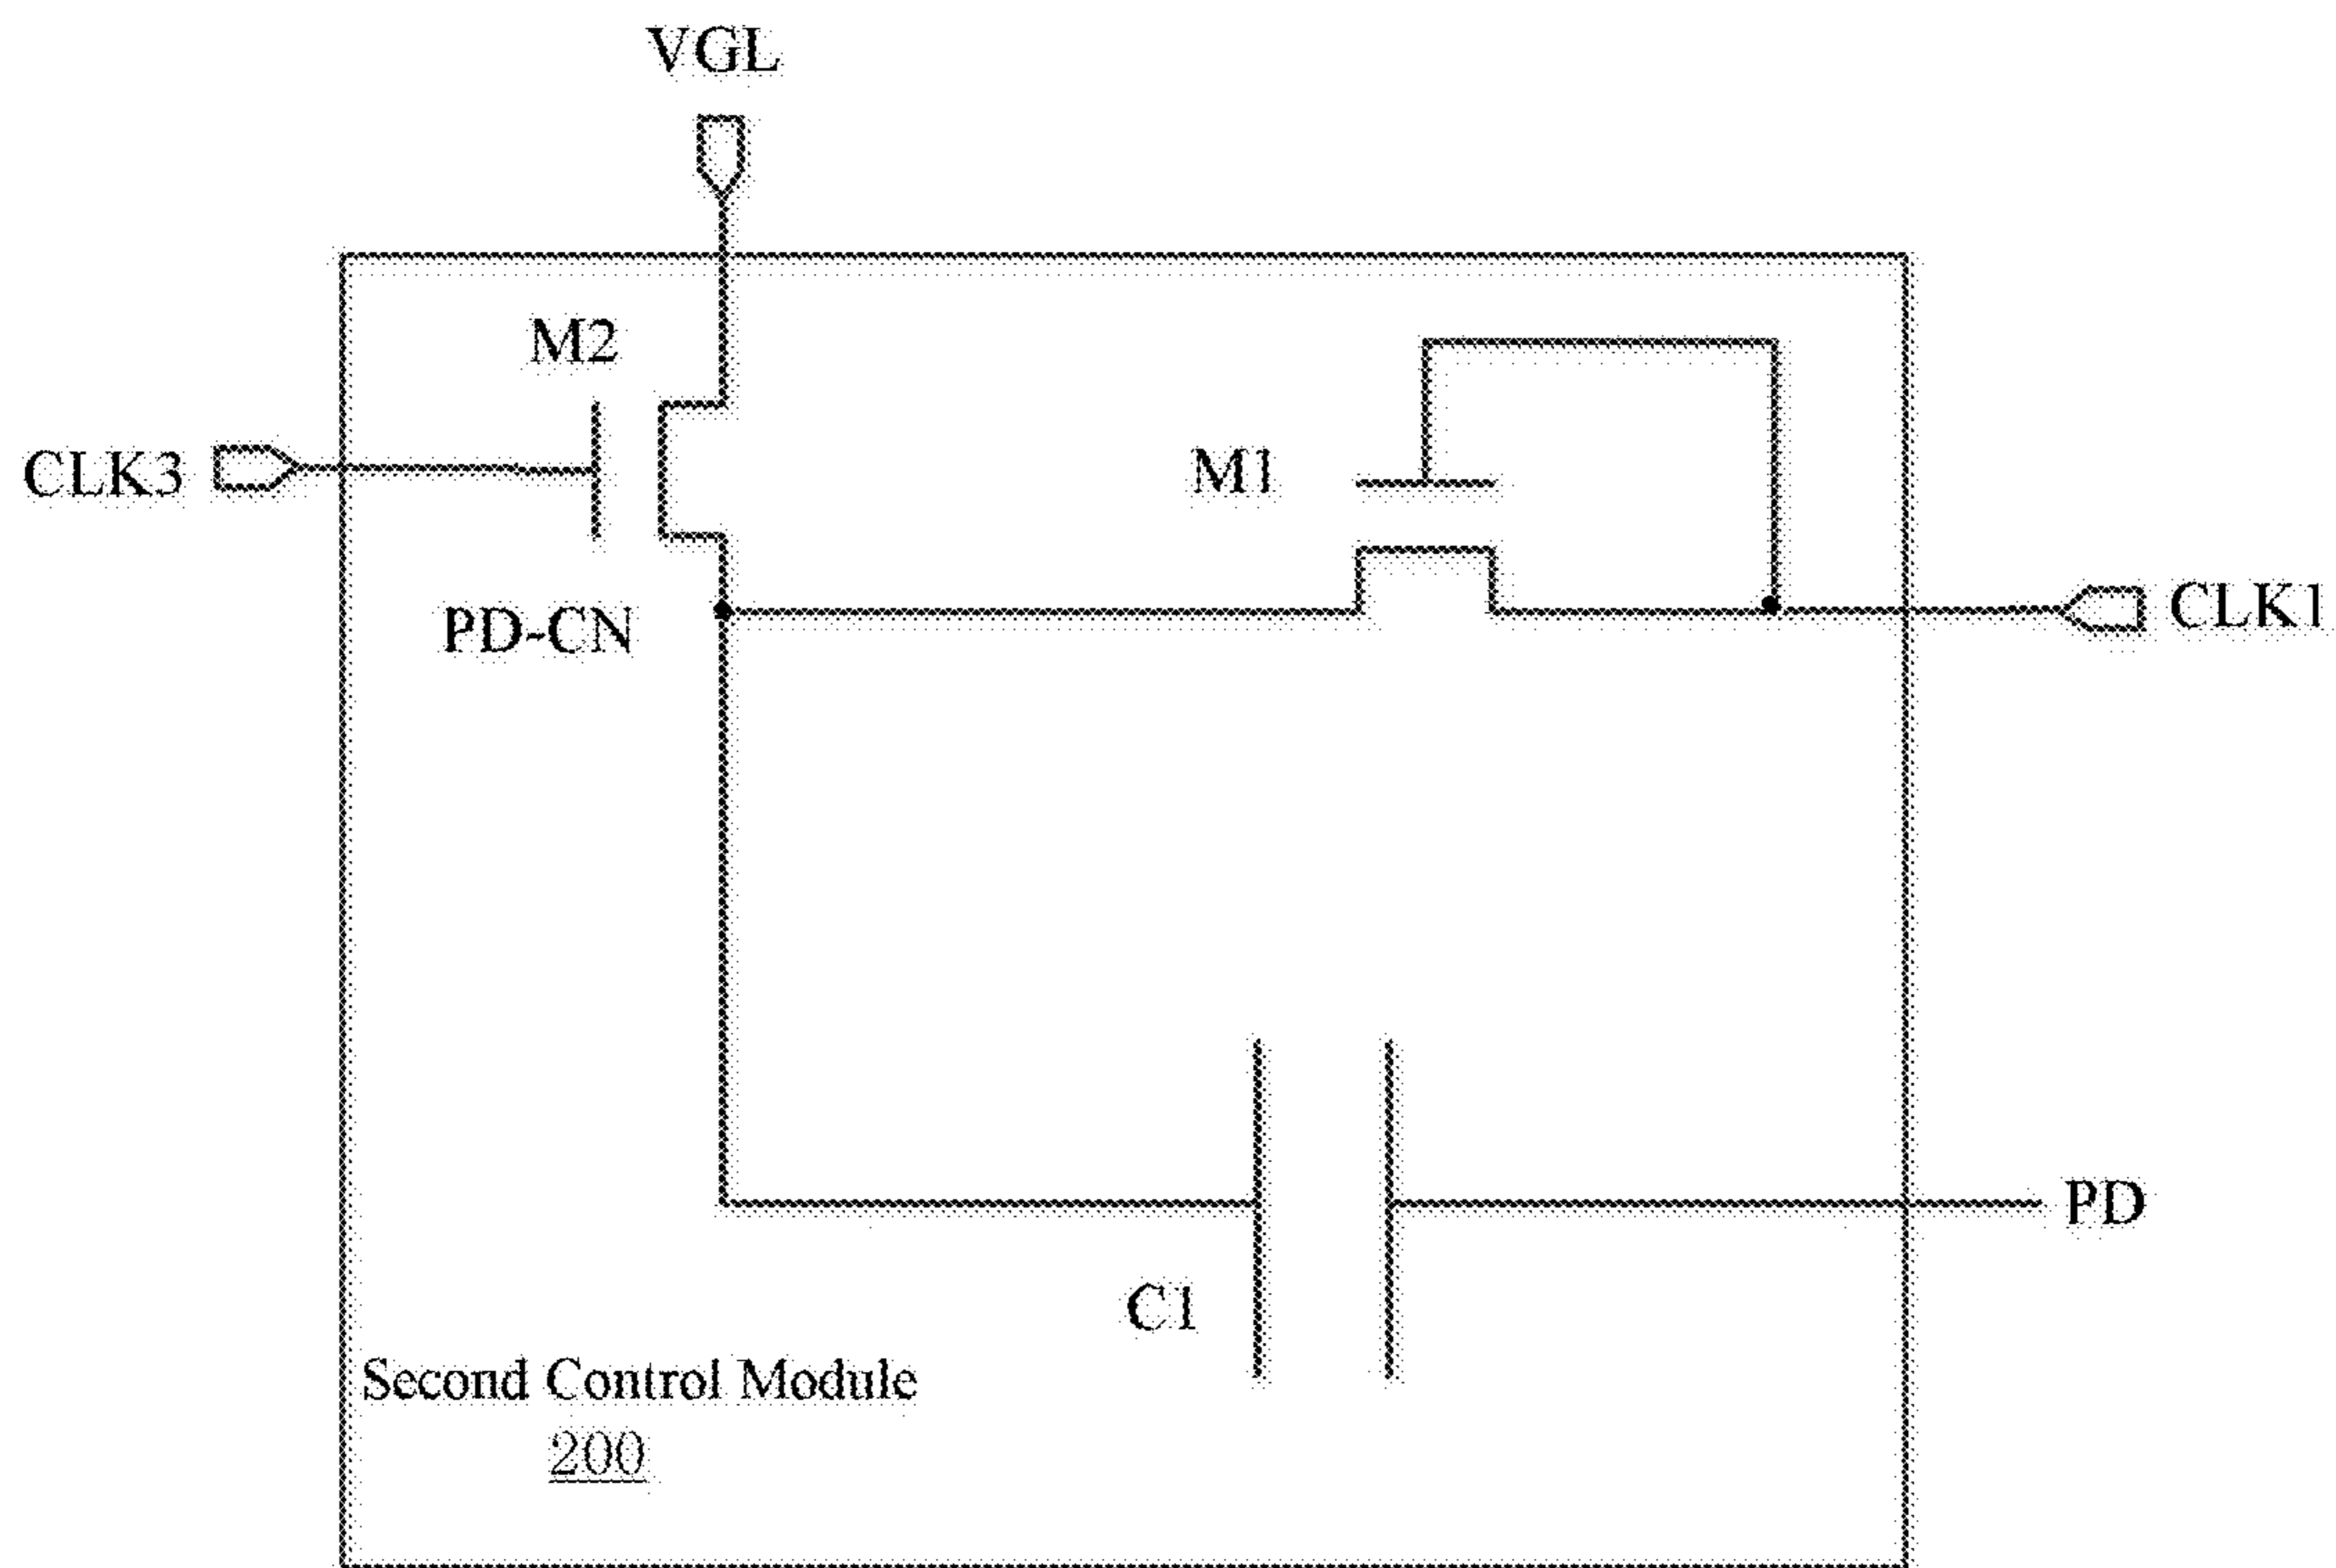 VGL
M2
CLK3
M1
PD-CN
CLK1
PD
C1
Second Control Module
200